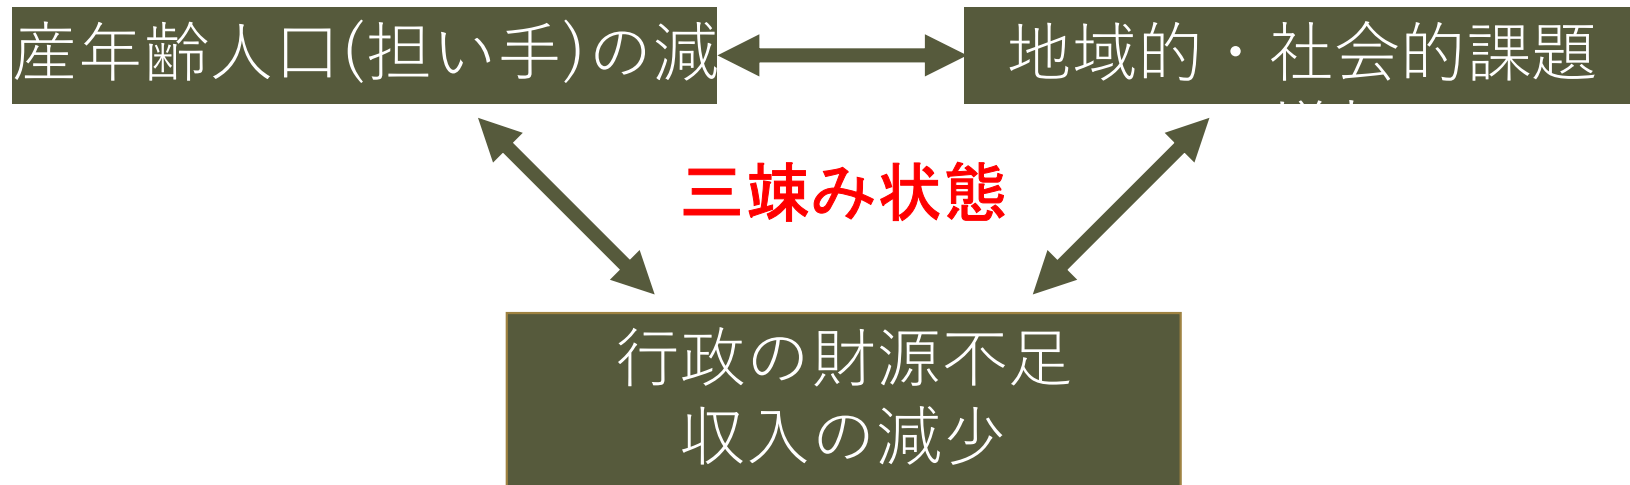 産年齢人口(担い手)の減
地域的・社会的課題
三竦み状態
行政の財源不足
収入の減少